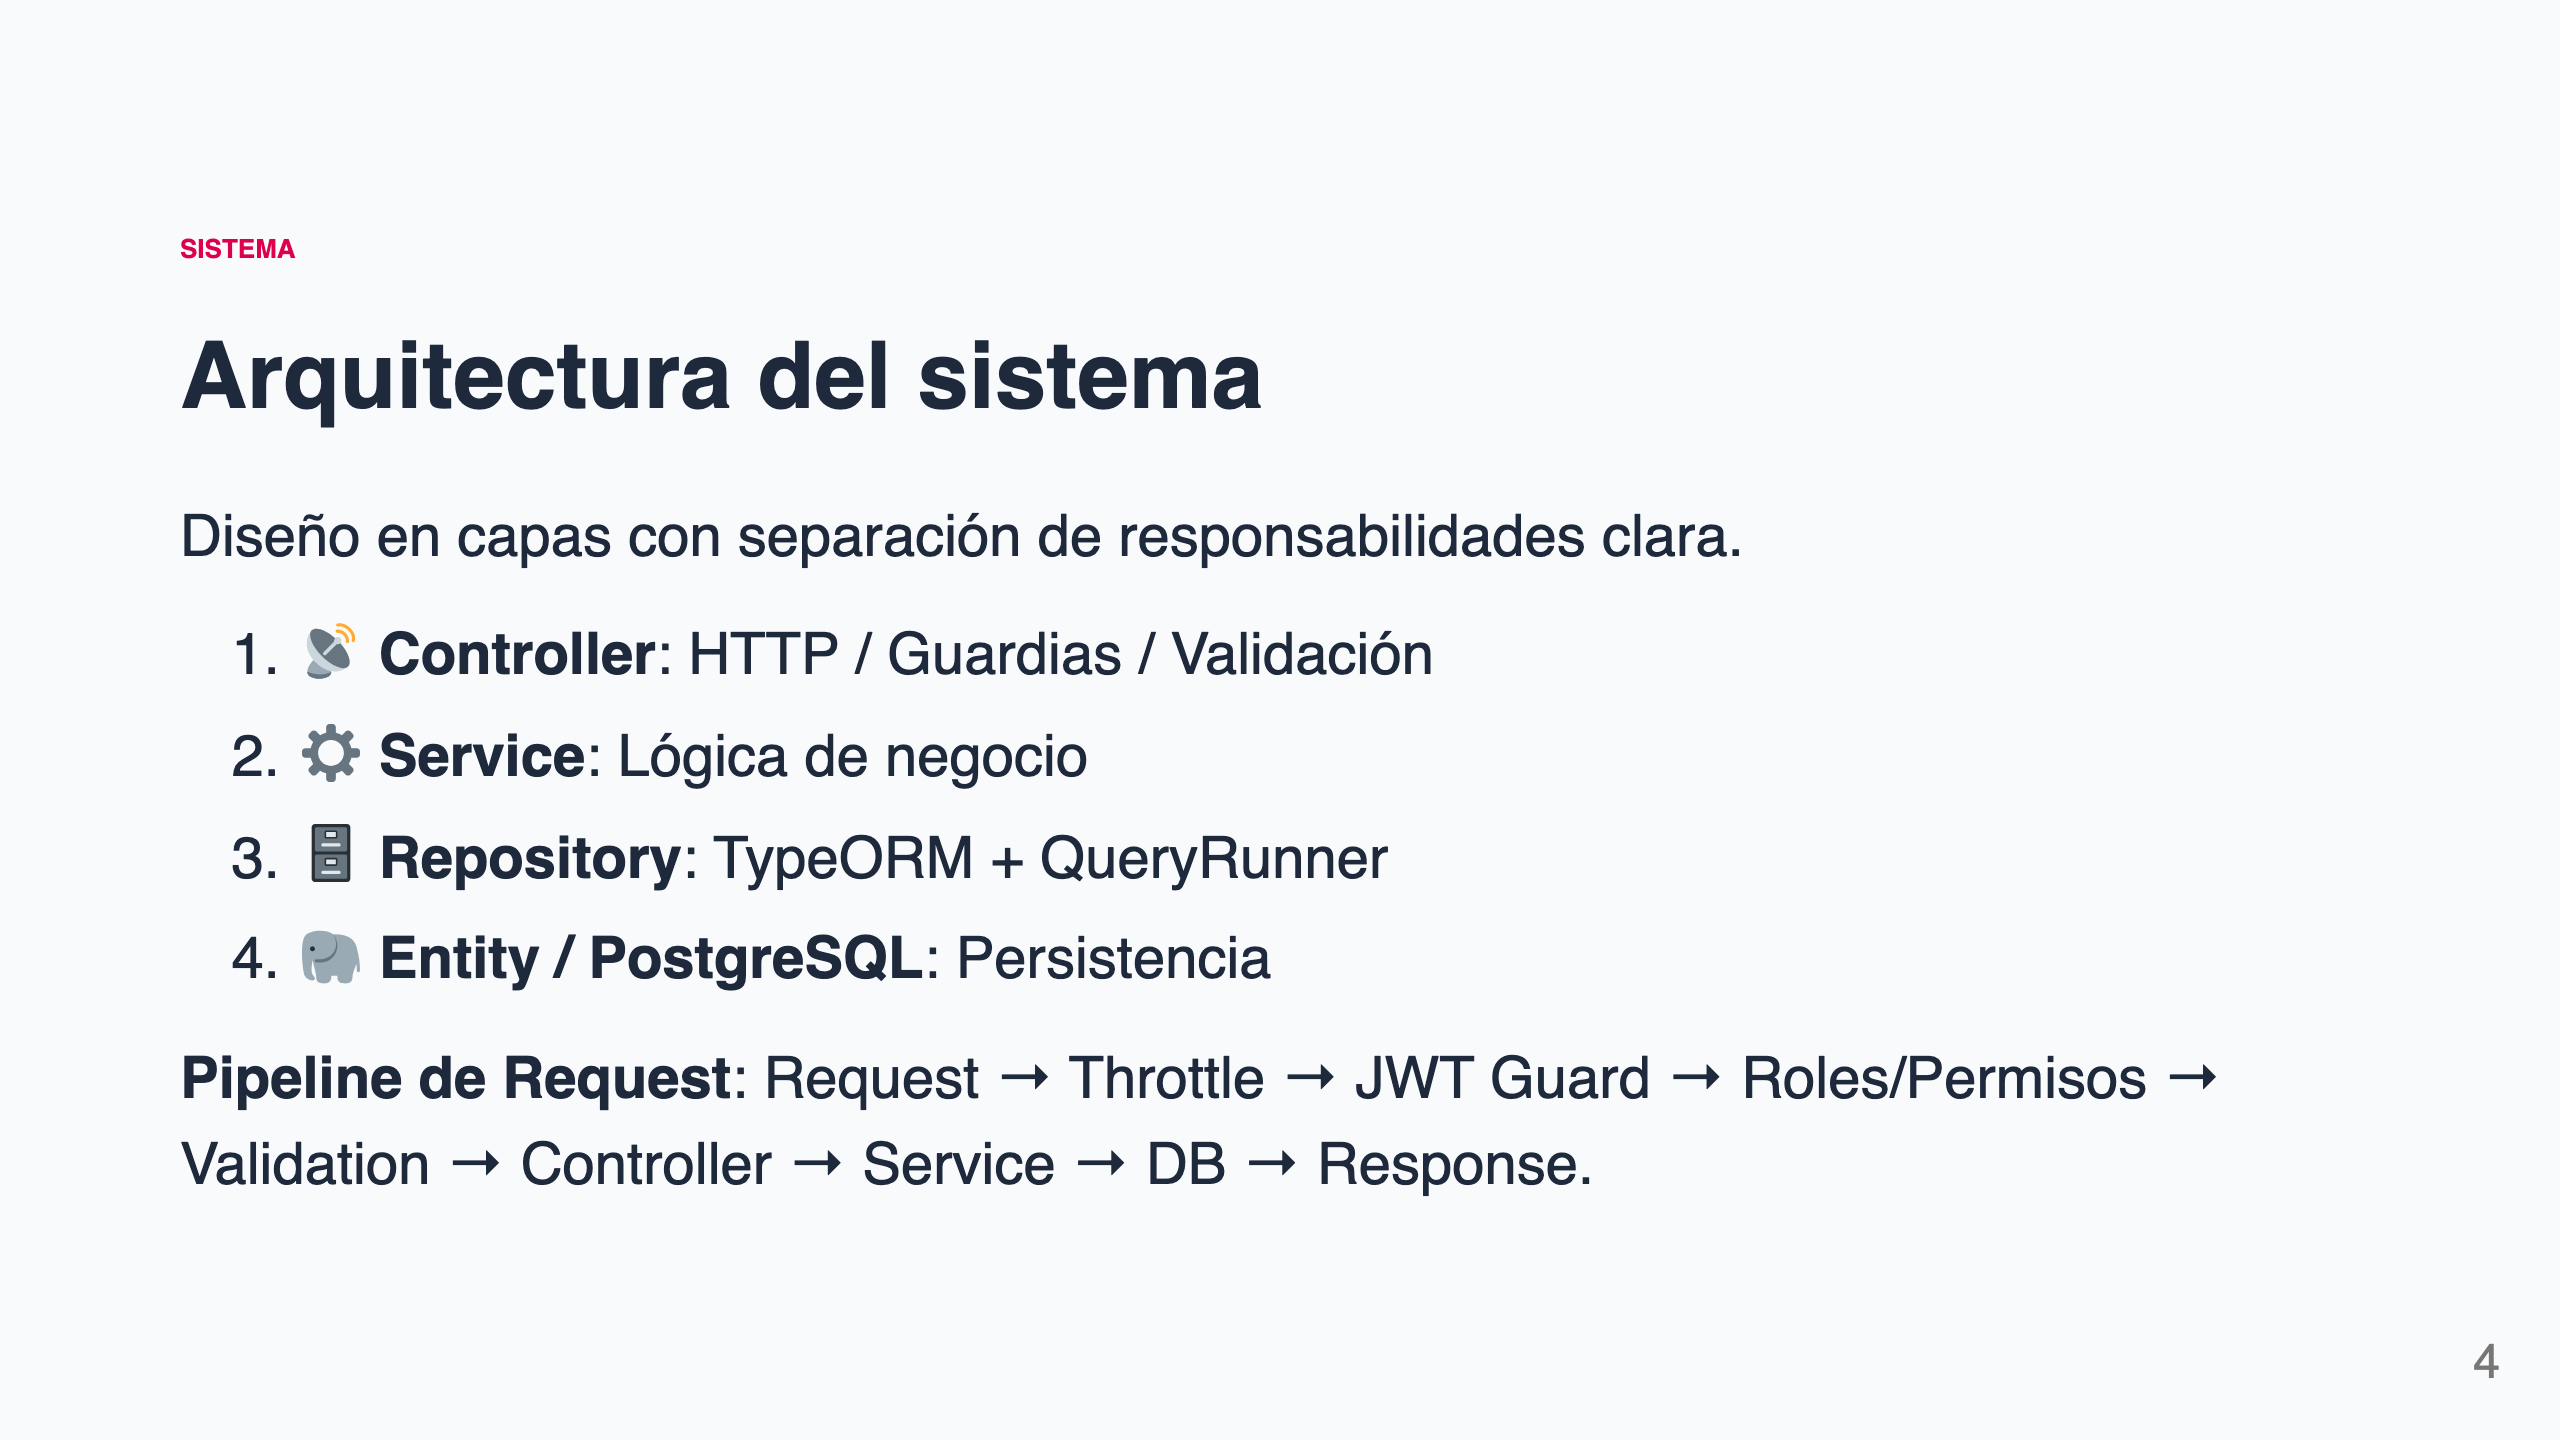 SISTEMA
Arquitectura del sistema
Diseño en capas con separación de responsabilidades clara.
1. 📡 Controller: HTTP / Guardias / Validación
2. ⚙️ Service: Lógica de negocio
3. 🗄️ Repository: TypeORM + QueryRunner
4. 🐘 Entity / PostgreSQL: Persistencia
Pipeline de Request: Request → Throttle → JWT Guard → Roles/Permisos →
Validation → Controller → Service → DB → Response.
4